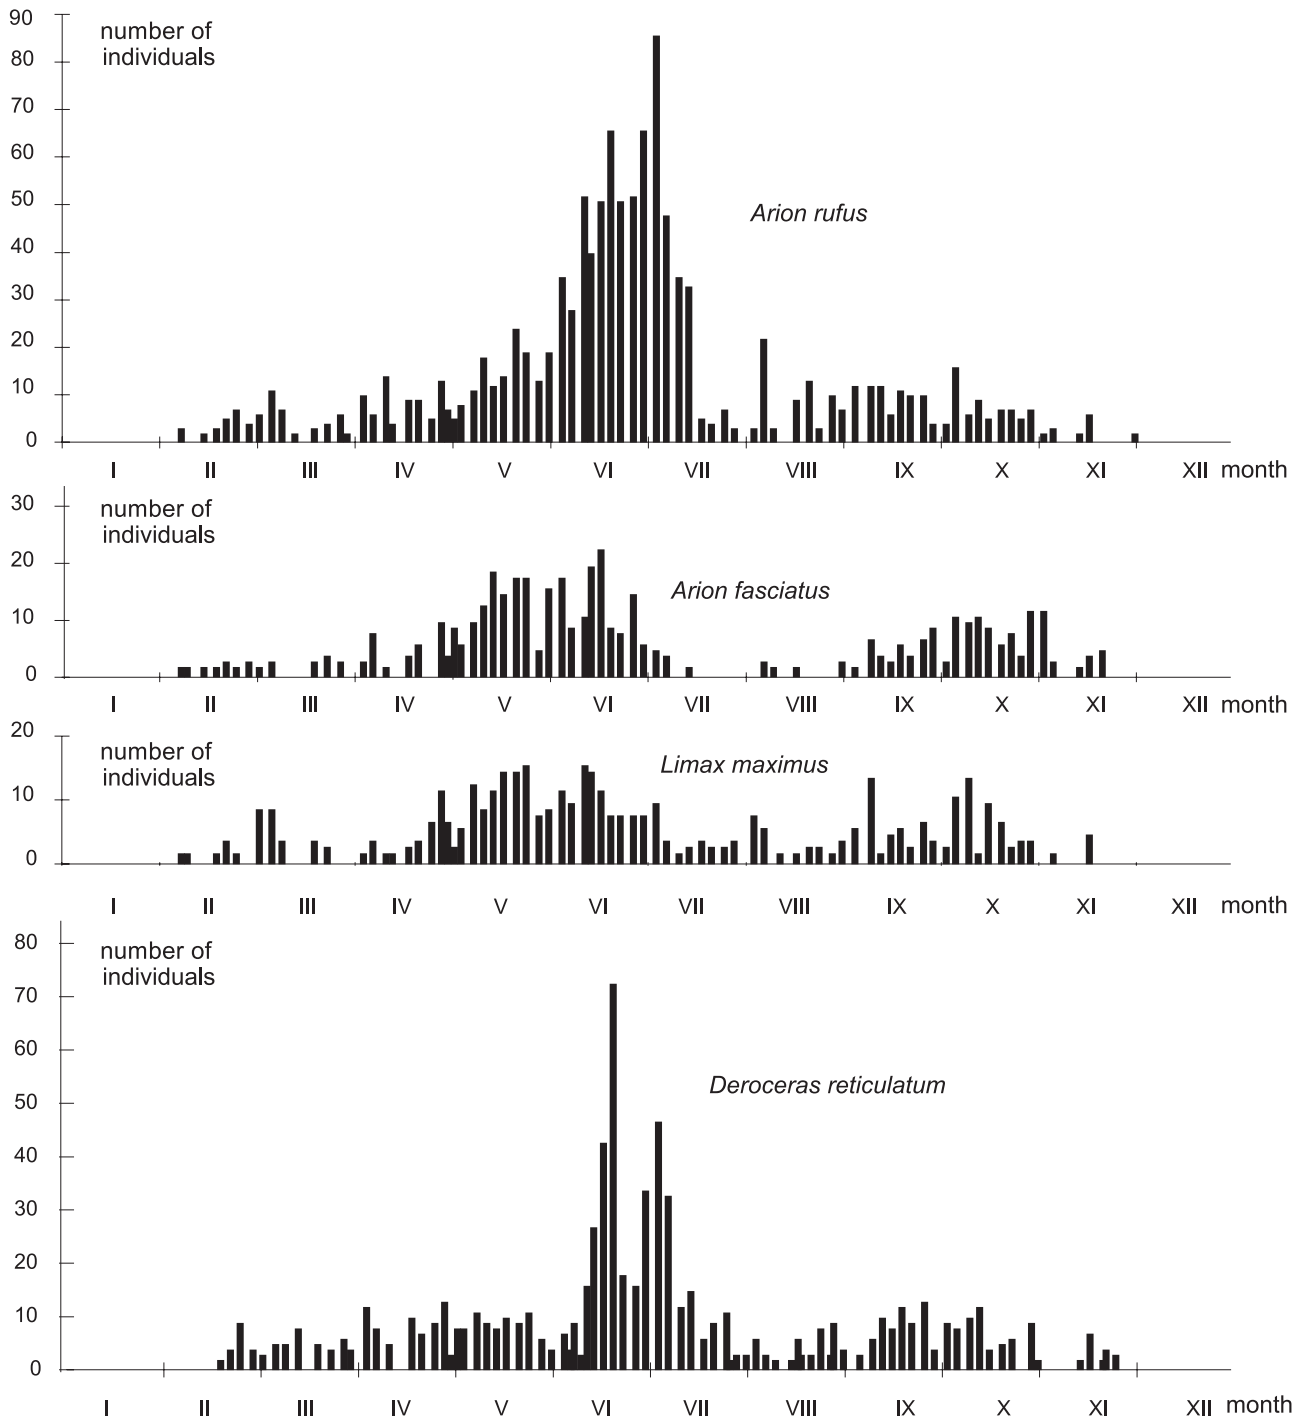 90
number of
individuals
80
70
60
50
Arion rufus
40
30
20
10
0
I II III IV V VI VII VIII IX X XI XII month
30
number of
individuals
20
Arion fasciatus
10
0
I II III IV V VI VII VIII IX X XI XII month
20
number of
individuals
Limax maximus
10
0
I II III IV V VI VII VIII IX X XI XII month
80
number of
individuals
70
60
50
Deroceras reticulatum
40
30
20
10
0
I II III IV V VI VII VIII IX X XI XII month